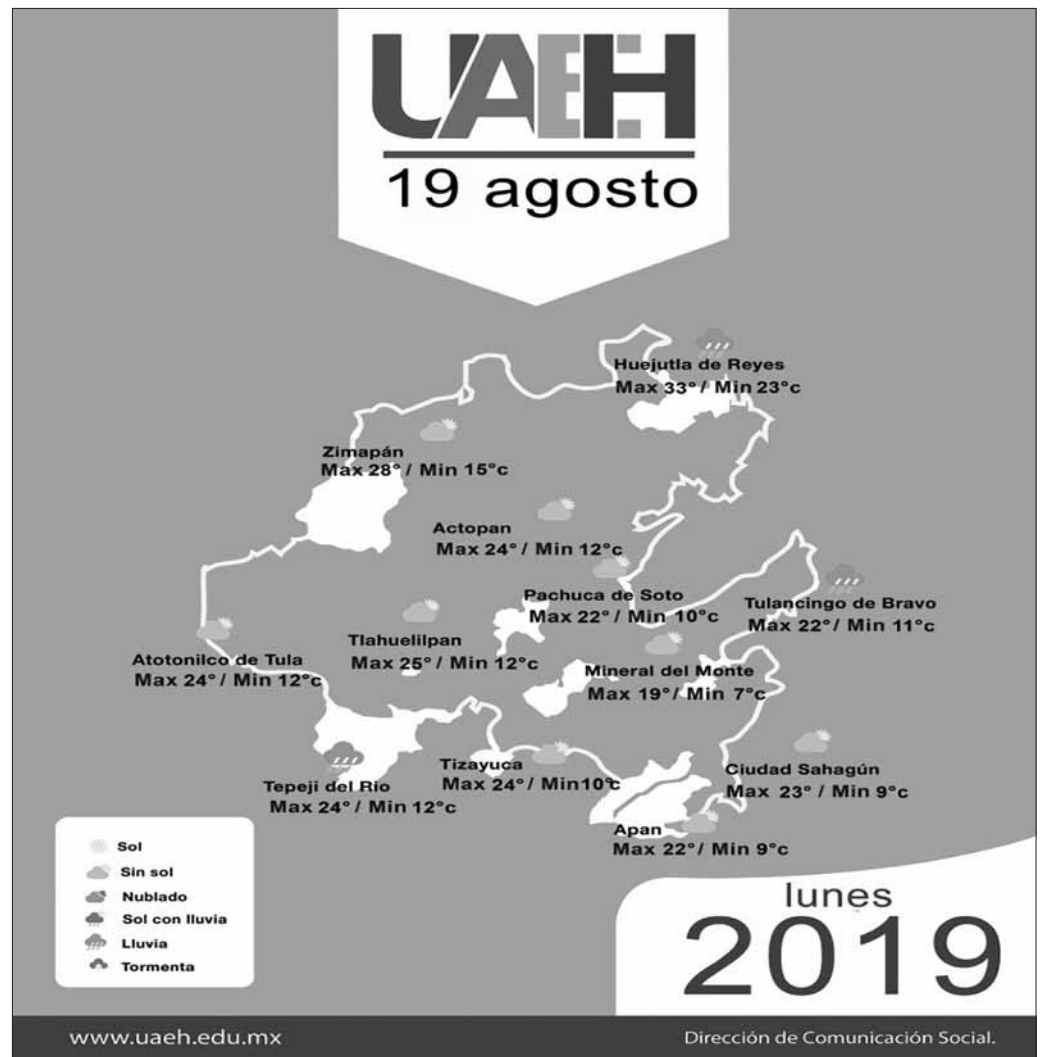 UAEH
19 agosto
Huejutla de Reyes
Max 33° / Min 23°c
Zimapán
Max 28° / Min 15°c
Actopan
Max 24° / Min 12°c
Pachuca de Soto
Max 22° / Min 10°c
Tulancingo de Bravo
Max 22° / Min 11°c
Tlahuelilpan
Max 25° / Min 12°c
Atotonilco de Tula
Max 24° / Min 12°c
Mineral del Monte
Max 19° / Min 7°c
Tepeji del Río
Max 24° / Min 12°c
Tizayuca
Max 24° / Min10°c
Ciudad Sahagún
Max 23° / Min 9°c
Apan
Max 22° / Min 9°c
Sol
Sin sol
Nublado
Sol con lluvia
Lluvia
Tormenta
lunes
2019
www.uaeh.edu.mx
Dirección de Comunicación Social.